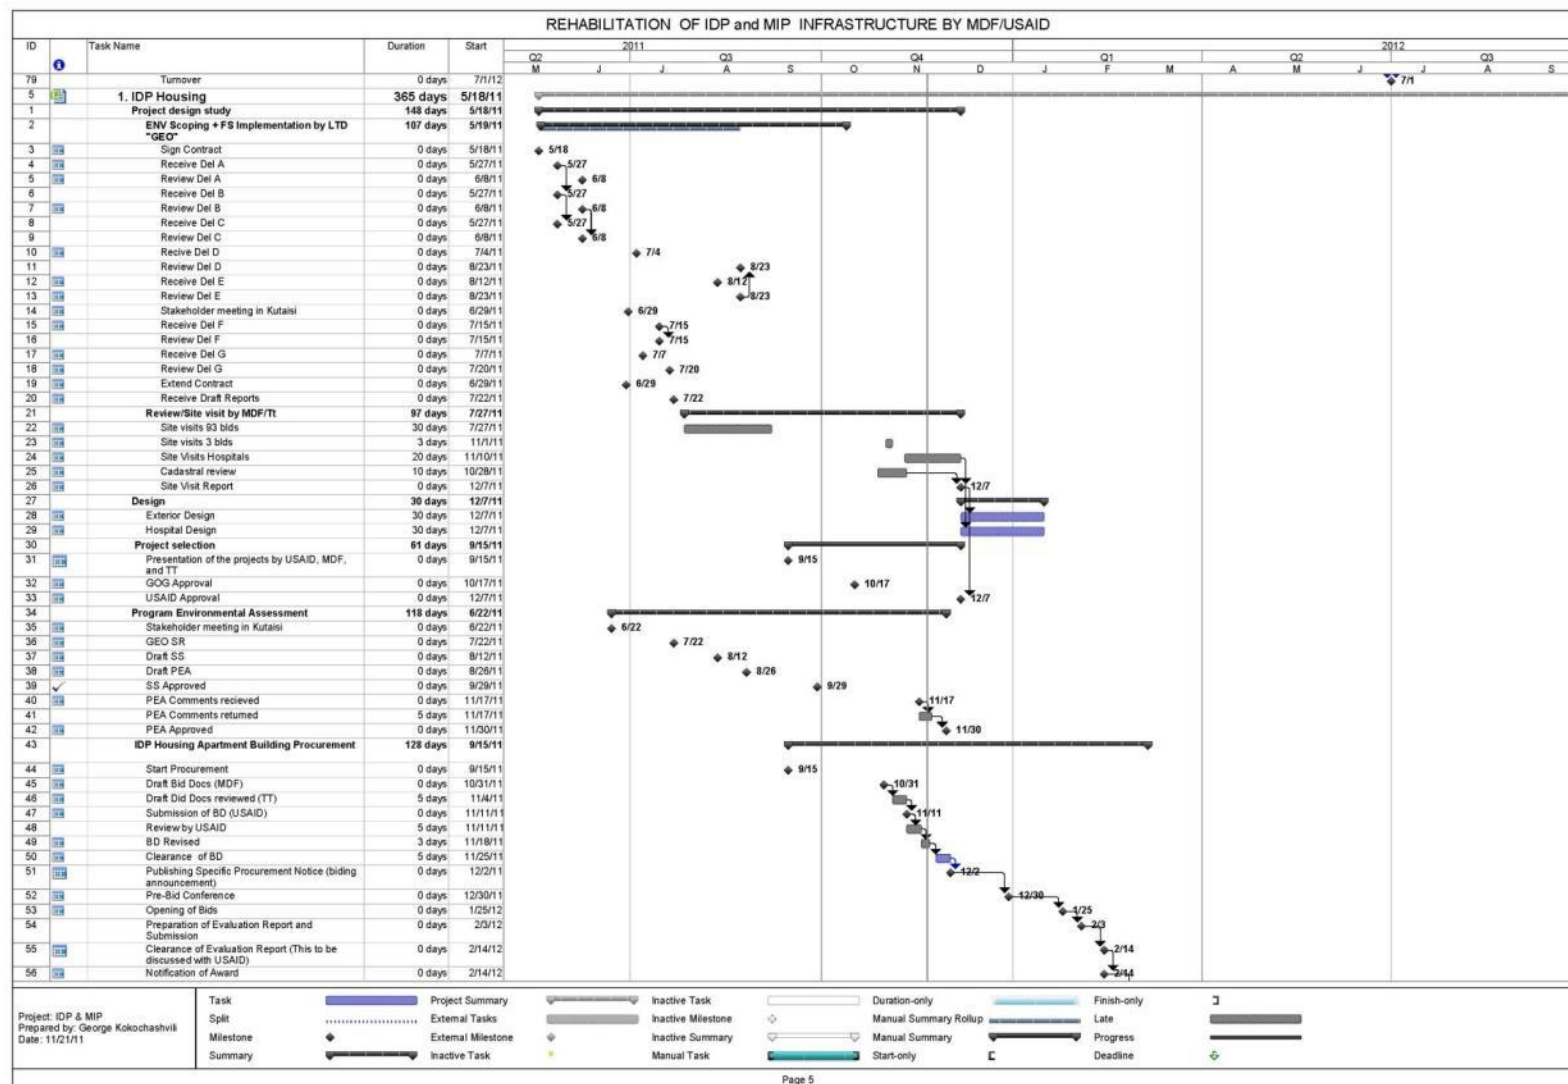 REHABILITATION OF IDP and MIP INFRASTRUCTURE BY MDF/USAID
ID Task Name Duration Start
2011 2012
Q2 Q3 Q4 Q1 Q2 Q3
M J J A S O N D J F M A M J J A S
79 Turnover 0 days 7/1/12 7/1
5 1. IDP Housing 365 days 5/18/11
1 Project design study 148 days 5/18/11
2 ENV Scoping + FS Implementation by LTD 107 days 5/19/11
"GEO"
3 Sign Contract 0 days 5/18/11 5/18
4 Receive Del A 0 days 5/27/11 5/27
5 Review Del A 0 days 6/8/11 6/8
6 Receive Del B 0 days 5/27/11 5/27
7 Review Del B 0 days 6/8/11 6/8
8 Receive Del C 0 days 5/27/11 5/27
9 Review Del C 0 days 6/8/11 6/8
10 Recive Del D 0 days 7/4/11 7/4
11 Review Del D 0 days 8/23/11 8/23
12 Receive Del E 0 days 8/12/11 8/12
13 Review Del E 0 days 8/23/11 8/23
14 Stakeholder meeting in Kutaisi 0 days 6/29/11 6/29
15 Receive Del F 0 days 7/15/11 7/15
16 Review Del F 0 days 7/15/11 7/15
17 Receive Del G 0 days 7/7/11 7/7
18 Review Del G 0 days 7/20/11 7/20
19 Extend Contract 0 days 6/29/11 6/29
20 Receive Draft Reports 0 days 7/22/11 7/22
21 Review/Site visit by MDF/Tt 97 days 7/27/11
22 Site visits 93 blds 30 days 7/27/11
23 Site visits 3 blds 3 days 11/1/11
24 Site Visits Hospitals 20 days 11/10/11
25 Cadastral review 10 days 10/28/11
26 Site Visit Report 0 days 12/7/11 12/7
27 Design 30 days 12/7/11
28 Exterior Design 30 days 12/7/11
29 Hospital Design 30 days 12/7/11
30 Project selection 61 days 9/15/11
31 Presentation of the projects by USAID, MDF, 0 days 9/15/11 9/15
and TT
32 GOG Approval 0 days 10/17/11 10/17
33 USAID Approval 0 days 12/7/11 12/7
34 Program Environmental Assessment 118 days 6/22/11
35 Stakeholder meeting in Kutaisi 0 days 6/22/11 6/22
36 GEO SR 0 days 7/22/11 7/22
37 Draft SS 0 days 8/12/11 8/12
38 Draft PEA 0 days 8/26/11 8/26
39 SS Approved 0 days 9/29/11 9/29
40 PEA Comments recieved 0 days 11/17/11 11/17
41 PEA Comments returned 5 days 11/17/11
42 PEA Approved 0 days 11/30/11 11/30
43 IDP Housing Apartment Building Procurement 128 days 9/15/11
44 Start Procurement 0 days 9/15/11 9/15
45 Draft Bid Docs (MDF) 0 days 10/31/11 10/31
46 Draft Did Docs reviewed (TT) 5 days 11/4/11
47 Submission of BD (USAID) 0 days 11/11/11 11/11
48 Review by USAID 5 days 11/11/11
49 BD Revised 3 days 11/18/11
50 Clearance of BD 5 days 11/25/11
51 Publishing Specific Procurement Notice (biding 0 days 12/2/11 12/2
announcement)
52 Pre-Bid Conference 0 days 12/30/11 12/30
53 Opening of Bids 0 days 1/25/12 1/25
54 Preparation of Evaluation Report and 0 days 2/3/12 2/3
Submission
55 Clearance of Evaluation Report (This to be 0 days 2/14/12 2/14
discussed with USAID)
56 Notification of Award 0 days 2/14/12 2/14
Project: IDP & MIP
Prepared by: George Kokochashvili
Date: 11/21/11
Task Project Summary Inactive Task Duration-only Finish-only
Split External Tasks Inactive Milestone Manual Summary Rollup Late
Milestone External Milestone Inactive Summary Manual Summary Progress
Summary Inactive Task Manual Task Start-only Deadline
Page 5